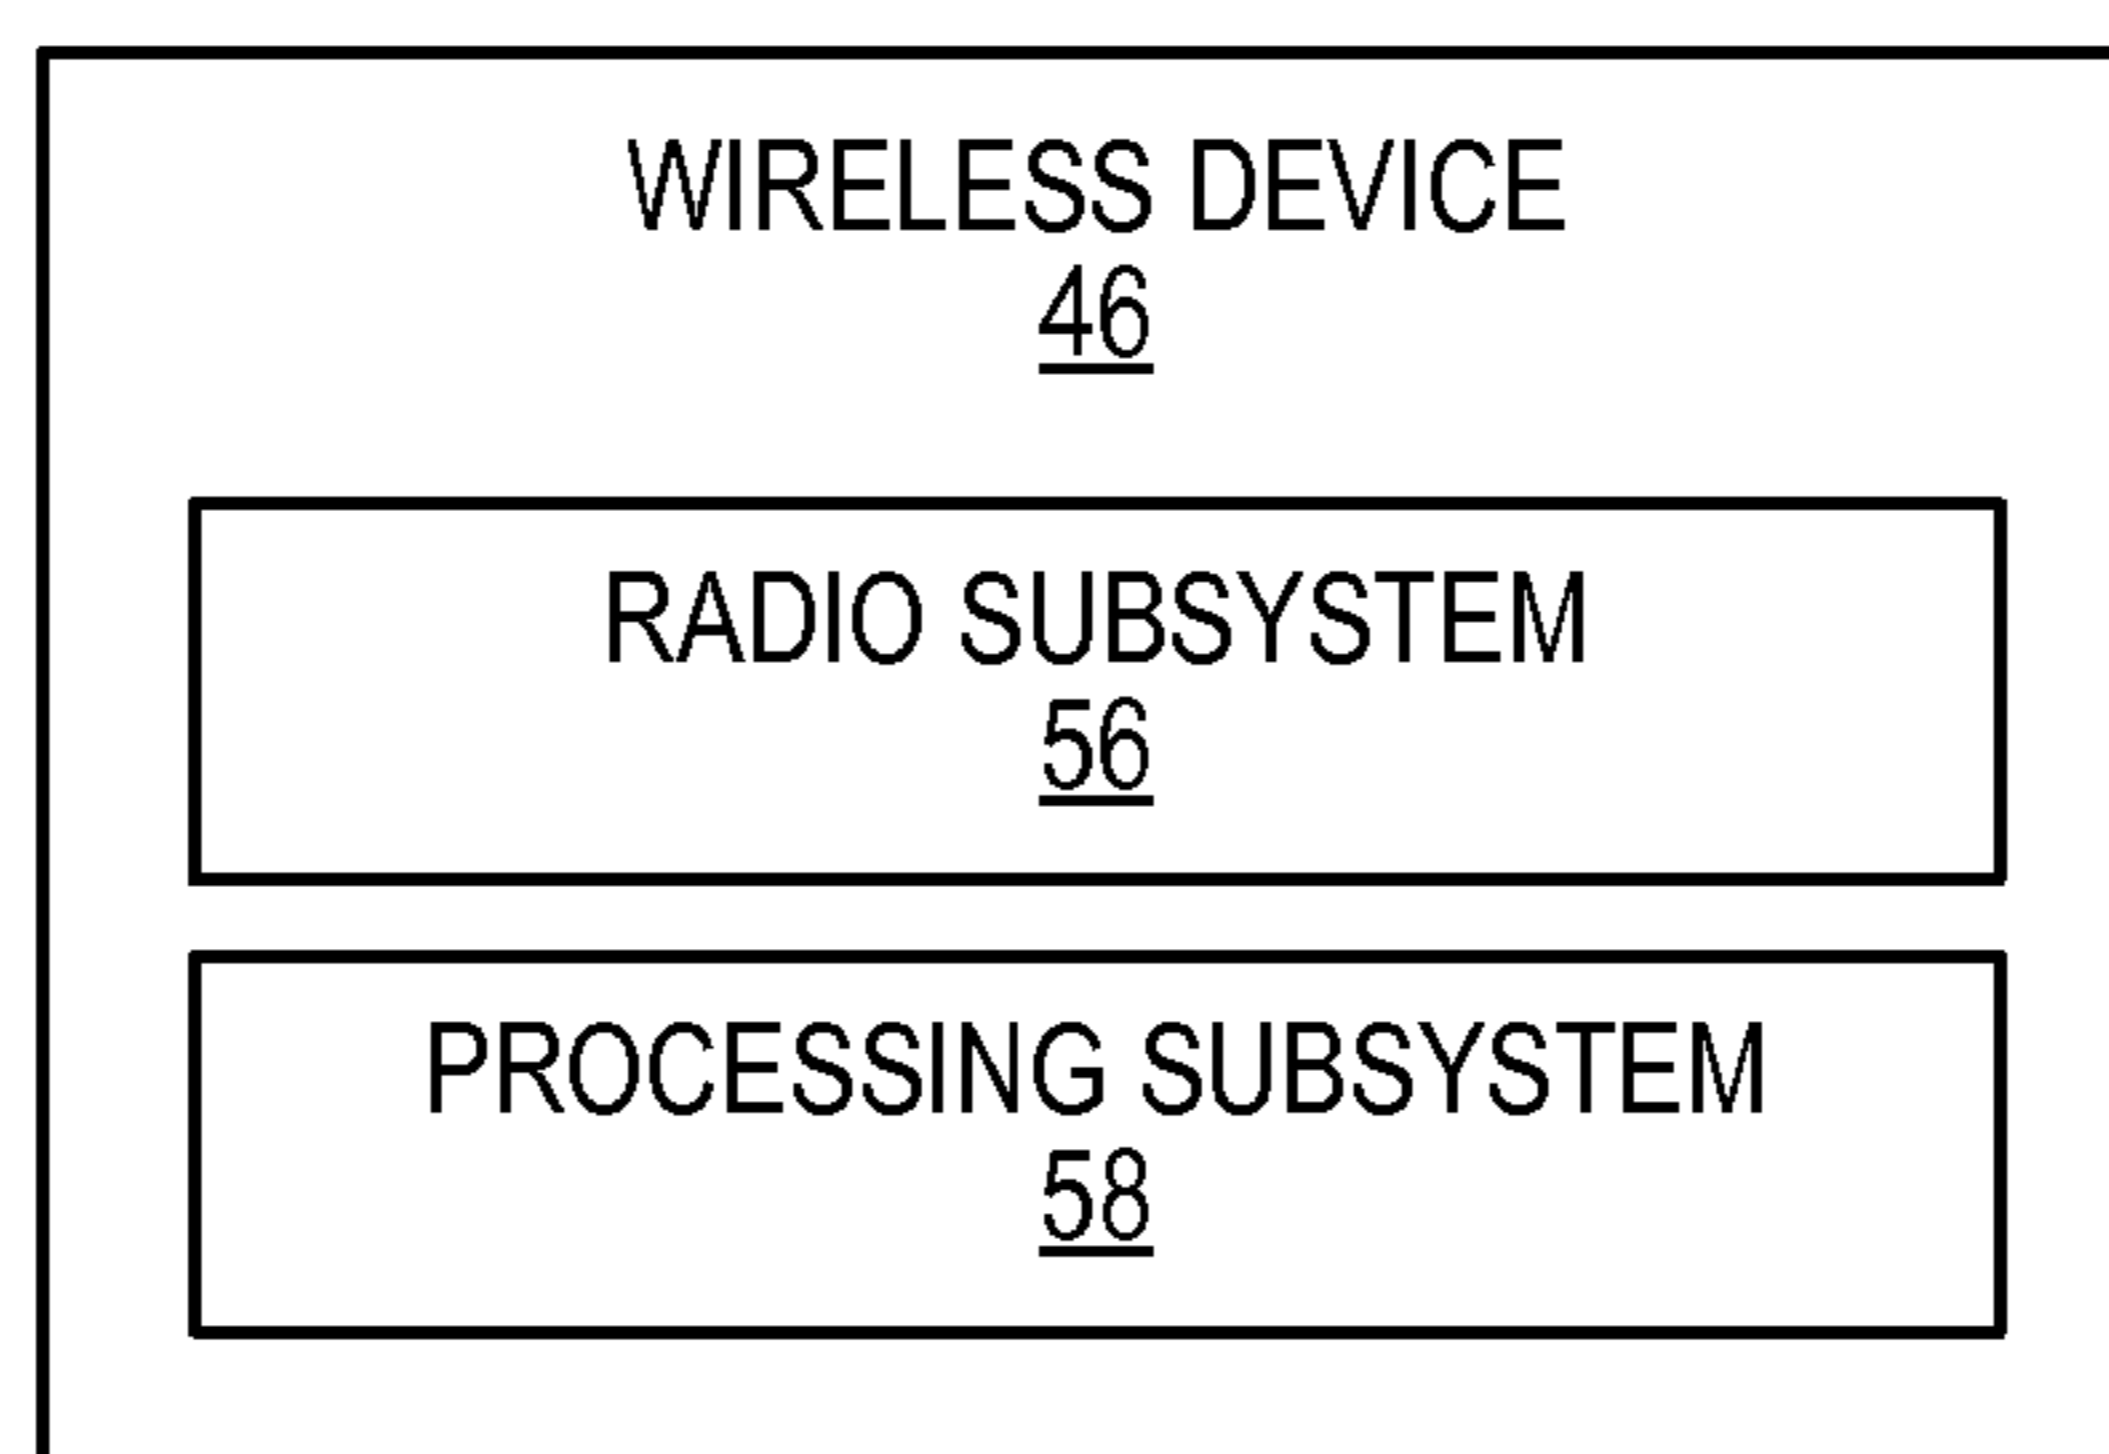 WIRELESS DEVICE
46
RADIO SUBSYSTEM
56
PROCESSING SUBSYSTEM
58